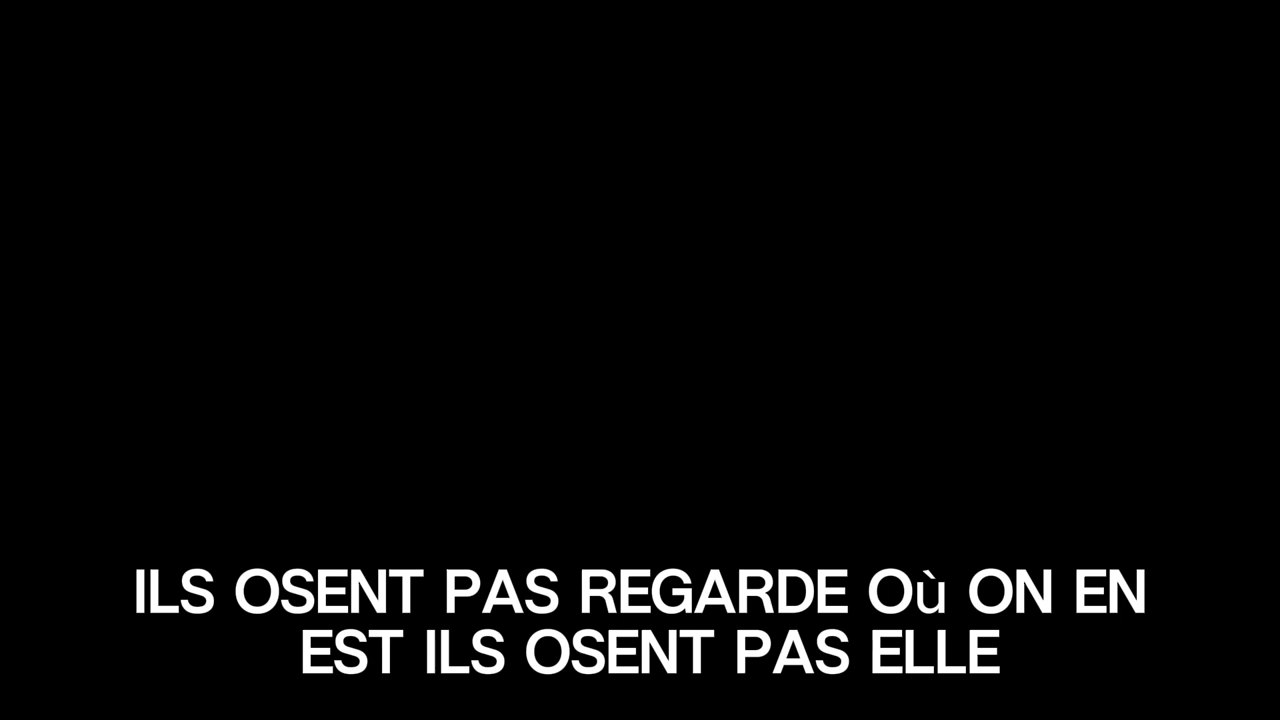 ILS OSENT PAS REGARDE Où ON EN
EST ILS OSENT PAS ELLE